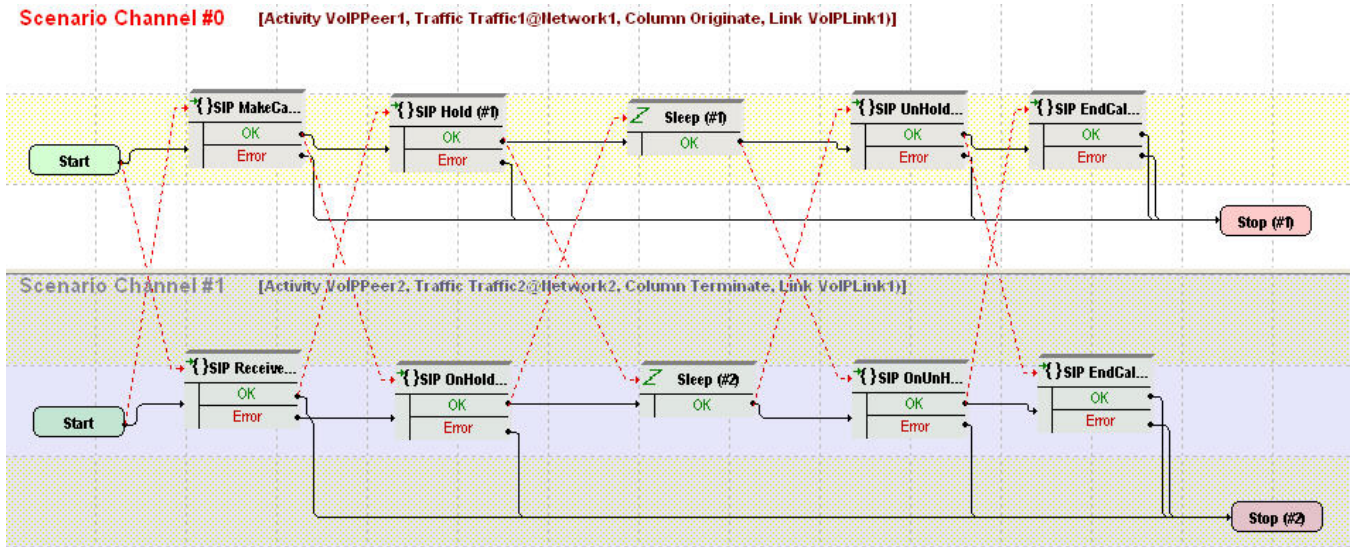 Scenario Channel #0 [Activity VoIPPeer1, Traffic Traffic1@Network1, Column Originate, Link VoIPLink1)]
{}SIP MakeCa... {}SIP Hold (#1) Sleep (#1) {}SIP UnHold... {}SIP EndCal...
OK OK OK OK OK
Start Error Error Error Error
Stop (#1)
Scenario Channel #1 [Activity VoIPPeer2, Traffic Traffic2@Network2, Column Terminate, Link VoIPLink1)]
{}SIP Receive... {}SIP OnHold... Sleep (#2) {}SIP OnUnH... {}SIP EndCal...
OK OK OK OK OK
Start Error Error Error Error
Stop (#2)